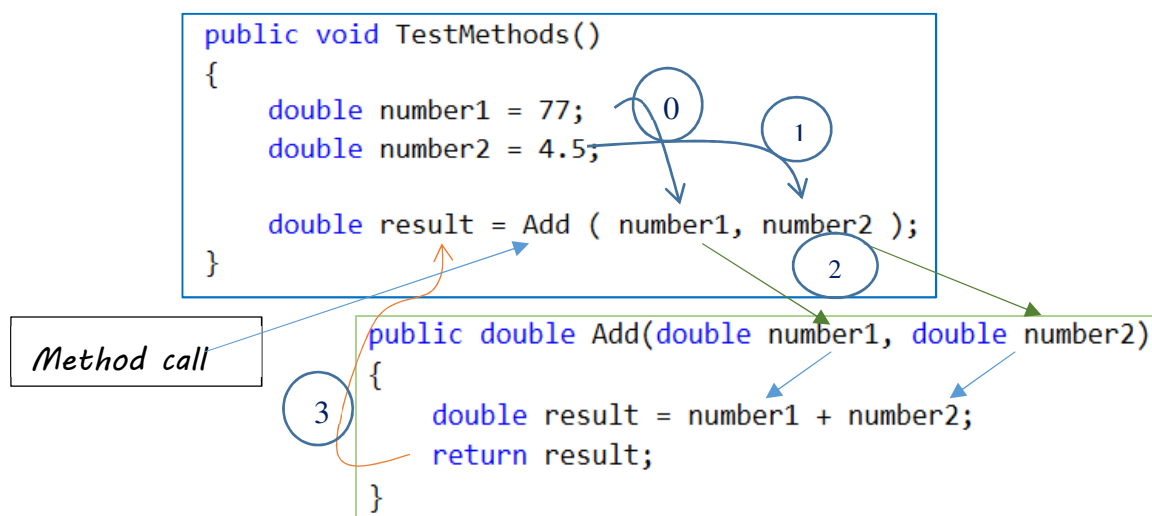 public void TestMethods()
{
double number1 = 77;
0
double number2 = 4.5;
1
double result = Add ( number1, number2 );
}
2
Method call
public double Add(double number1, double number2)
{
double result = number1 + number2;
3
return result;
}